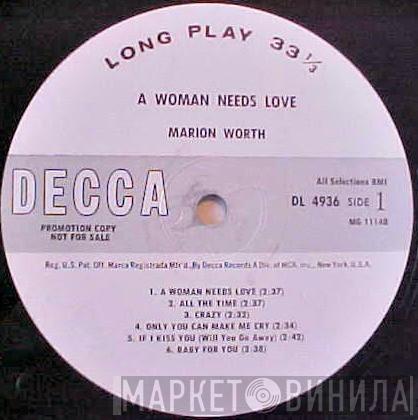 LONG PLAY 33 1/3
A WOMAN NEEDS LOVE
MARION WORTH
DECCA
All Selections BMI
DL 4936 SIDE 1
MG 11148
PROMOTION COPY
NOT FOR SALE
Reg. U.S. Pat. Off. Marca Registrada Mfr'd., By Decca Records A Div. of MCA, Inc., New York, U.S.A.
1. A WOMAN NEEDS LOVE (2:37)
2. ALL THE TIME (2:37)
3. CRAZY (2:32)
4. ONLY YOU CAN MAKE ME CRY (2:34)
5. IF I KISS YOU (Will You Go Away) (2:42)
6. BABY FOR YOU (2:38)
МАРКЕТ ВИНИЛА